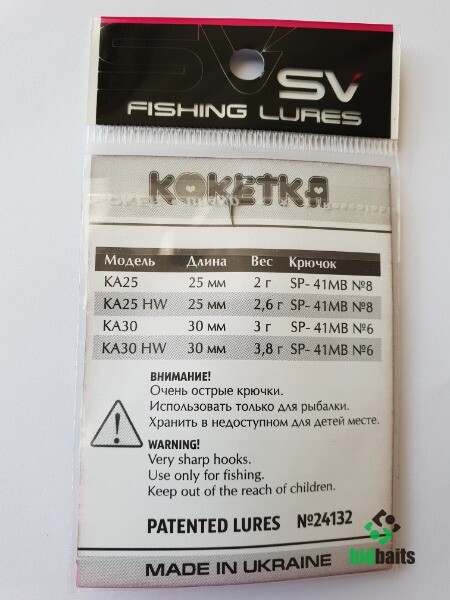 SV
SV
FISHING LURES
KOKETKA
Модель Длина Вес Крючок
KA25 25 мм 2 г SP- 41MB №8
KA25 HW 25 мм 2,6 г SP- 41MB №8
KA30 30 мм 3 г SP- 41MB №6
KA30 HW 30 мм 3,8 г SP- 41MB №6
ВНИМАНИЕ!
Очень острые крючки.
Использовать только для рыбалки.
Хранить в недоступном для детей месте.
WARNING!
Very sharp hooks.
Use only for fishing.
Keep out of the reach of children.
PATENTED LURES №24132
bidbaits
MADE IN UKRAINE